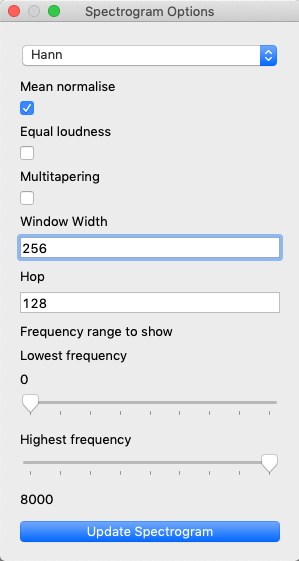 Spectrogram Options
Hann
Mean normalise
Equal loudness
Multitapering
Window Width
256
Hop
128
Frequency range to show
Lowest frequency
0
Highest frequency
8000
Update Spectrogram